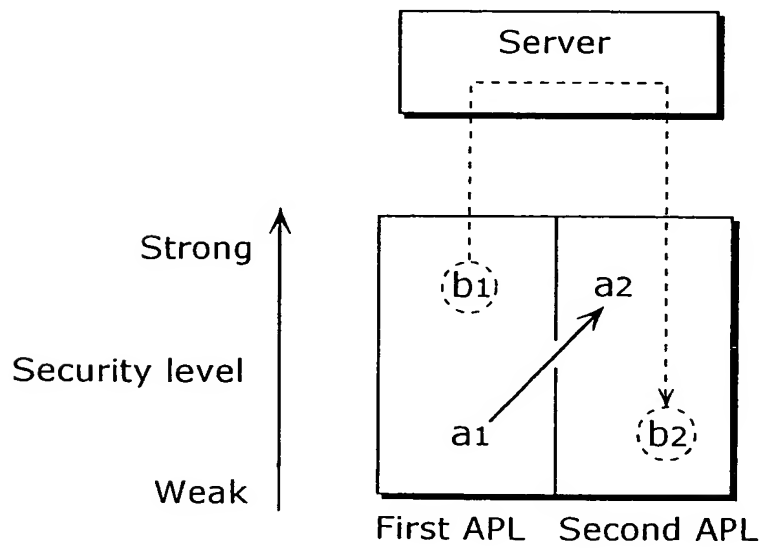 Server
Strong
b1
a2
Security level
a1
b2
Weak
First APL
Second APL